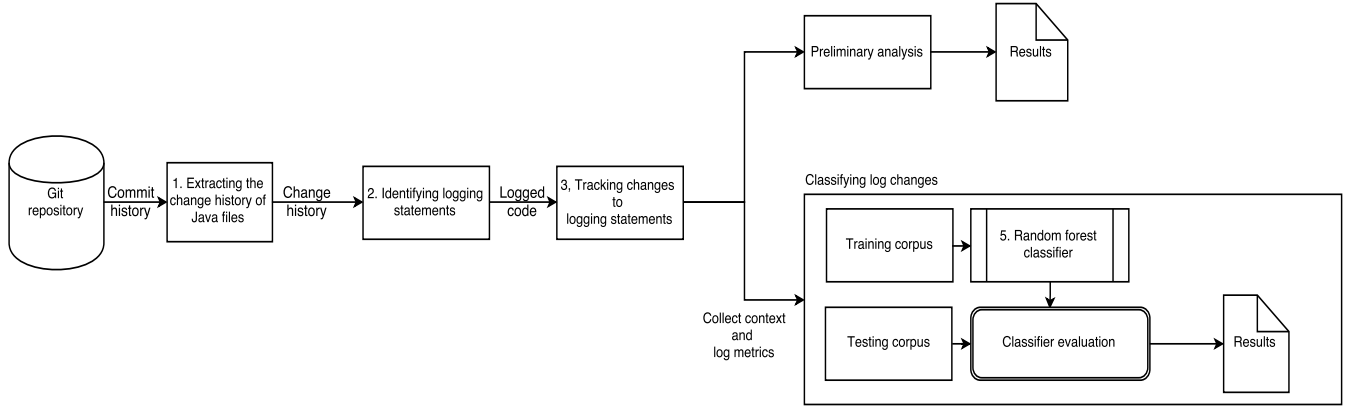 Preliminary analysis
Results
Git
repository
Commit
history
1. Extracting the
change history of
Java files
Change
history
2. Identifying logging
statements
Logged
code
3, Tracking changes
to
logging statements
Collect context
and
log metrics
Classifying log changes
Training corpus
5. Random forest
classifier
Testing corpus
Classifier evaluation
Results